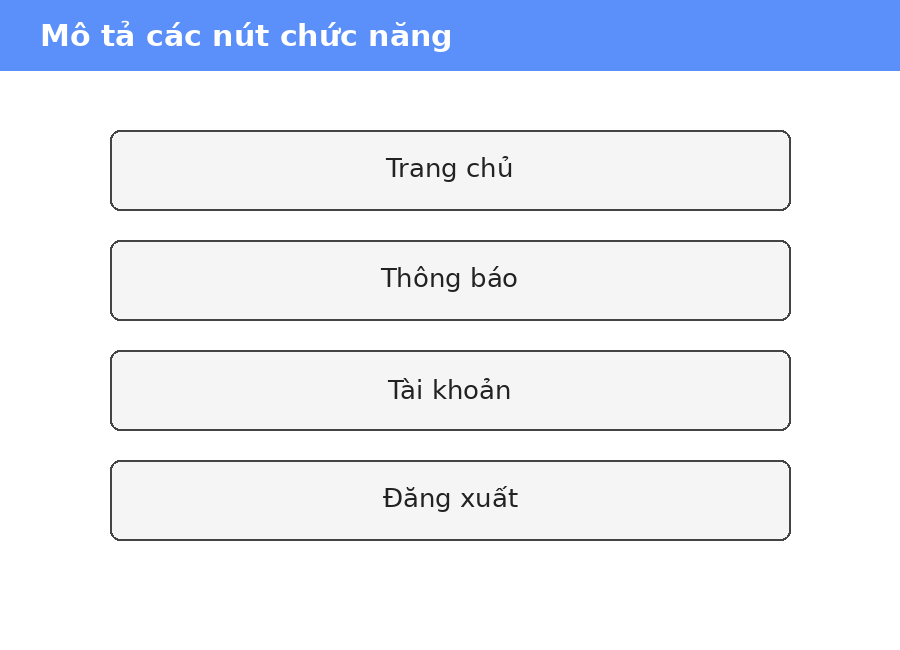 Mô tả các nút chức năng
Trang chủ
Thông báo
Tài khoản
Đăng xuất